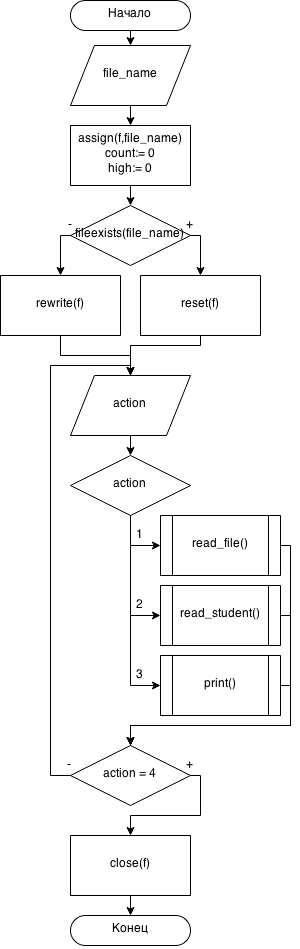 Начало
file_name
assign(f,file_name)
count:= 0
high:= 0
-
fileexists(file_name)
+
rewrite(f)
reset(f)
action
action
1
read_file()
2
read_student()
3
print()
-
action = 4
+
close(f)
Конец